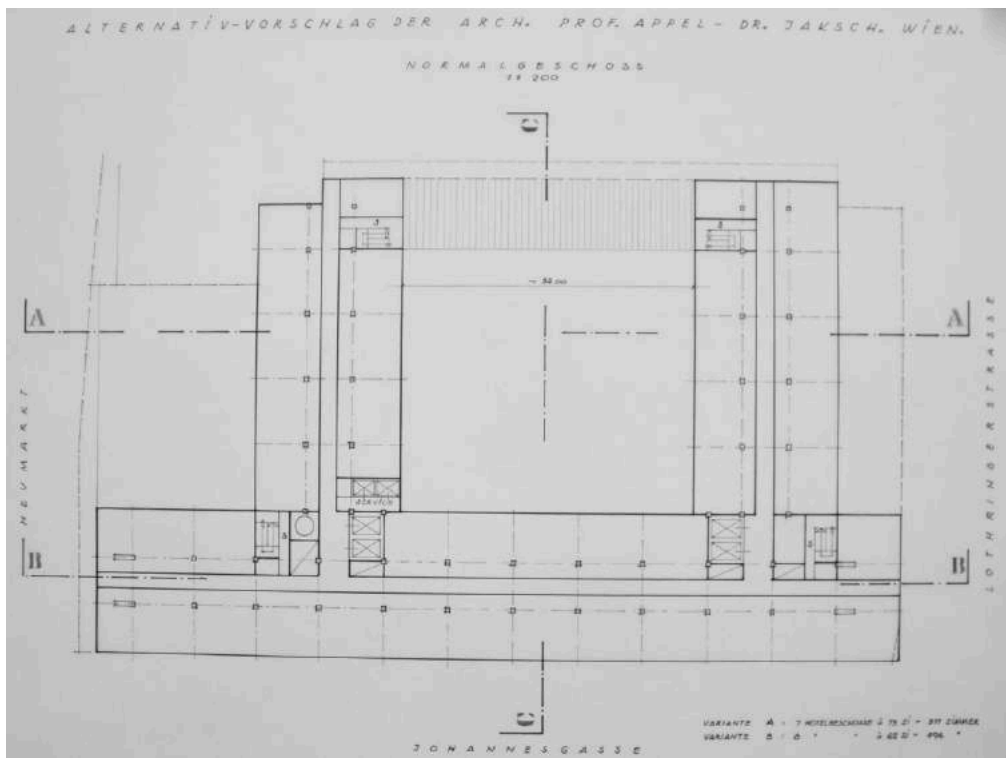 ALTERNATIV-VORSCHLAG DER ARCH. PROF. APPEL - DR. JAKSCH. WIEN.
NORMALGESCHOSS
1:200
C
A
A
NEUMARKT
LOTHRINGERSTRASSE
B
B
C
VARIANTE A =
VARIANTE B =
JOHANNESGASSE